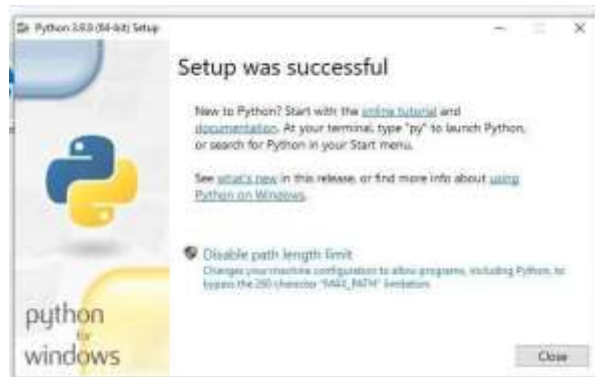 Python 3.9.0 (64-bit) Setup
Setup was successful
New to Python? Start with the online tutorial and
documentation. At your terminal, type "py" to launch Python,
or search for Python in your Start menu.
See what's new in this release, or find more info about using
Python on Windows.
Disable path length limit
Changes your machine configuration to allow programs, including Python, to
bypass the 260 character "MAX_PATH" limitation.
python
for
windows
Close